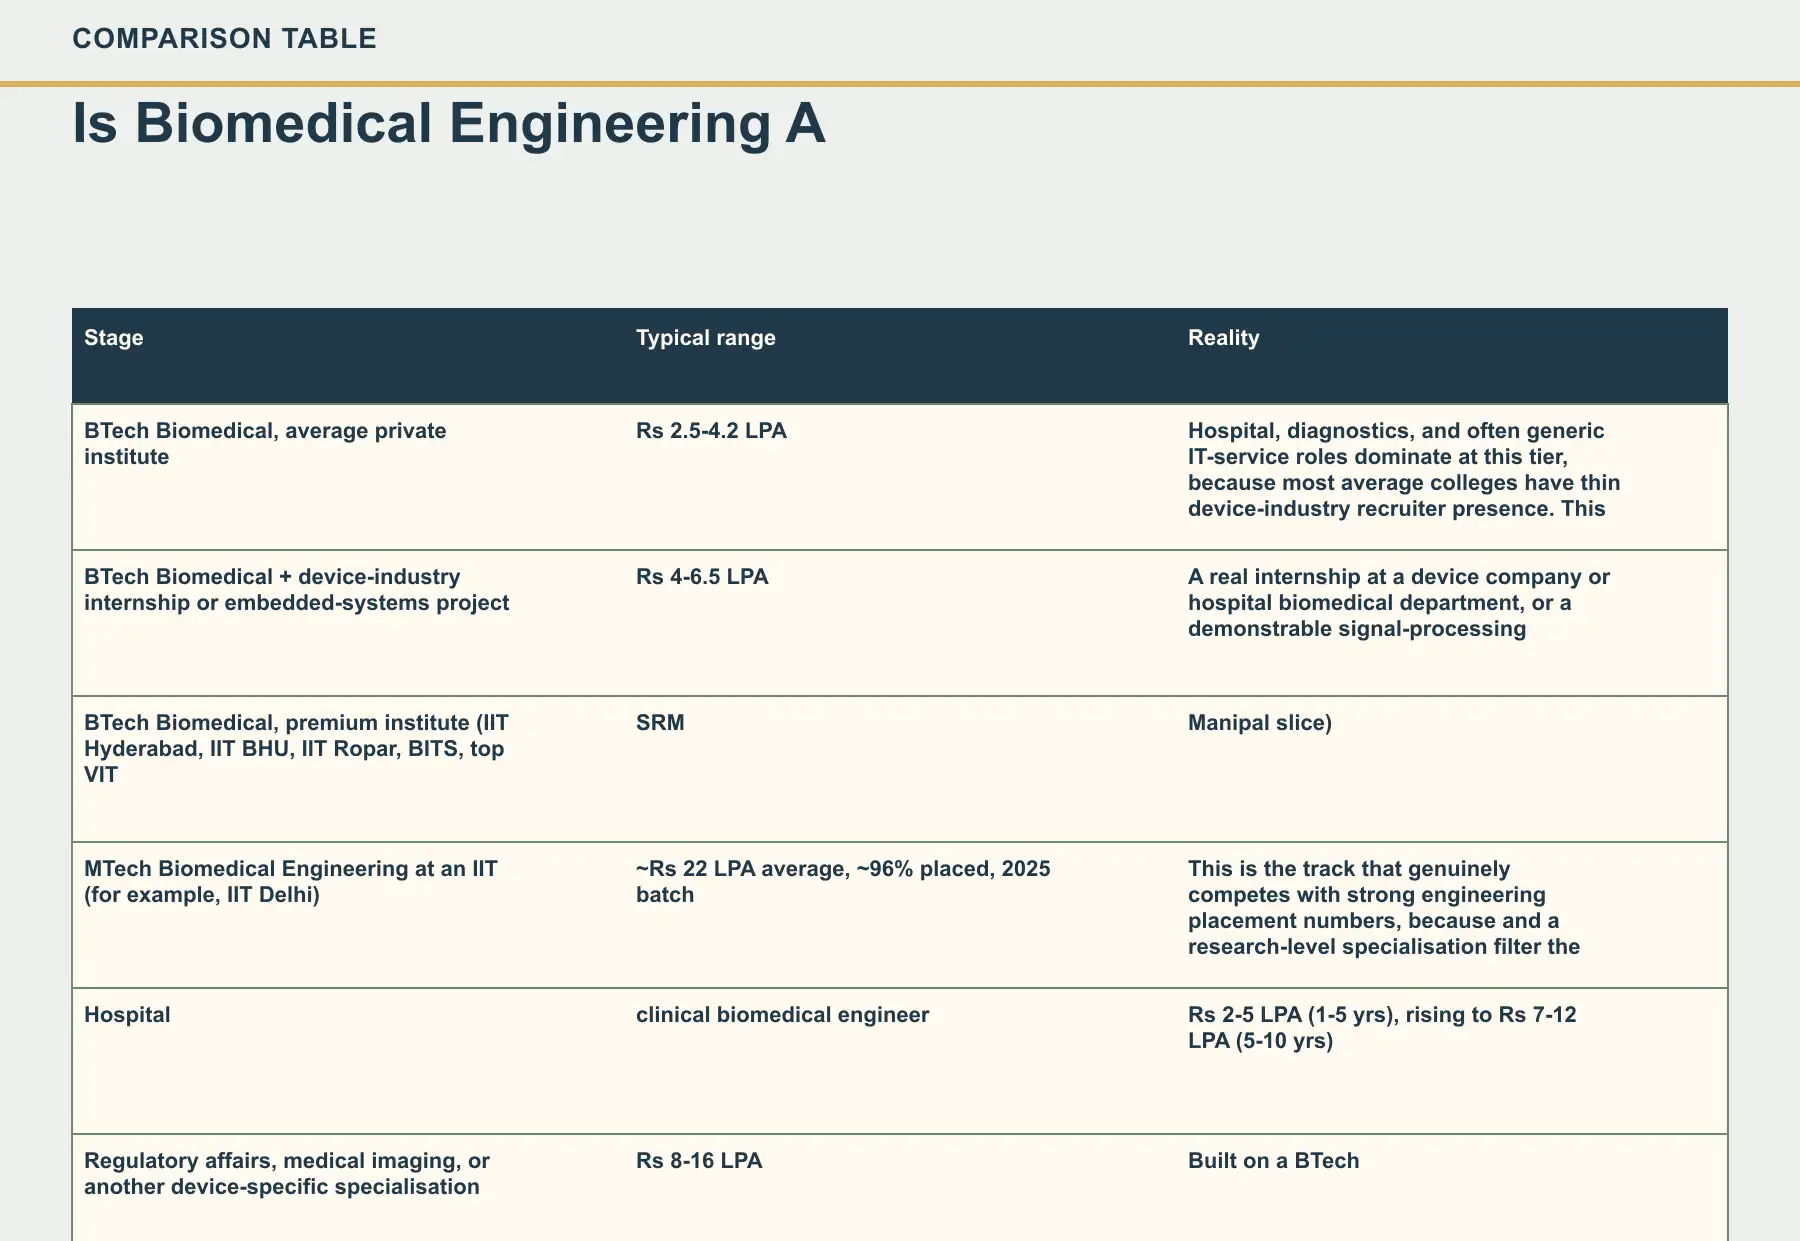 COMPARISON TABLE
Is Biomedical Engineering A
Stage
Typical range
Reality
BTech Biomedical, average private
institute
Rs 2.5-4.2 LPA
Hospital, diagnostics, and often generic
IT-service roles dominate at this tier,
because most average colleges have thin
device-industry recruiter presence. This
BTech Biomedical + device-industry
internship or embedded-systems project
Rs 4-6.5 LPA
A real internship at a device company or
hospital biomedical department, or a
demonstrable signal-processing
BTech Biomedical, premium institute (IIT
Hyderabad, IIT BHU, IIT Ropar, BITS, top
VIT
SRM
Manipal slice)
MTech Biomedical Engineering at an IIT
(for example, IIT Delhi)
~Rs 22 LPA average, ~96% placed, 2025
batch
This is the track that genuinely
competes with strong engineering
placement numbers, because and a
research-level specialisation filter the
Hospital
clinical biomedical engineer
Rs 2-5 LPA (1-5 yrs), rising to Rs 7-12
LPA (5-10 yrs)
Regulatory affairs, medical imaging, or
another device-specific specialisation
Rs 8-16 LPA
Built on a BTech